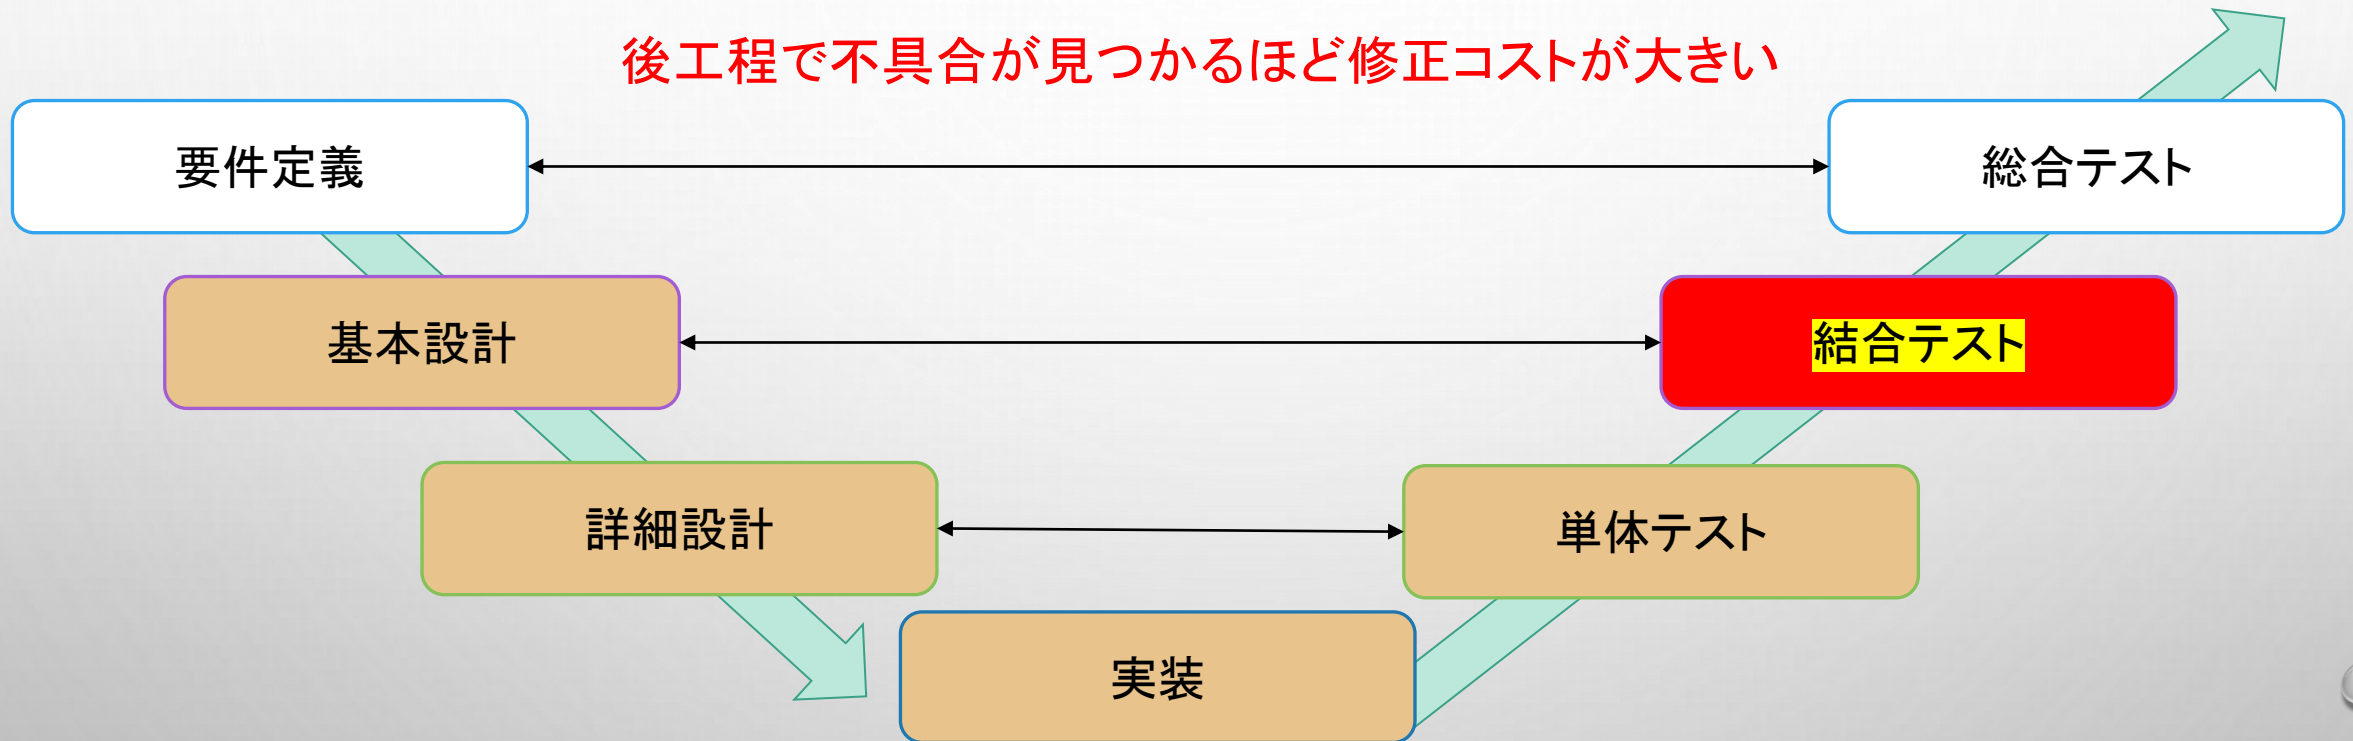 後工程で不具合が見つかるほど修正コストが大きい
要件定義
総合テスト
基本設計
結合テスト
詳細設計
単体テスト
実装